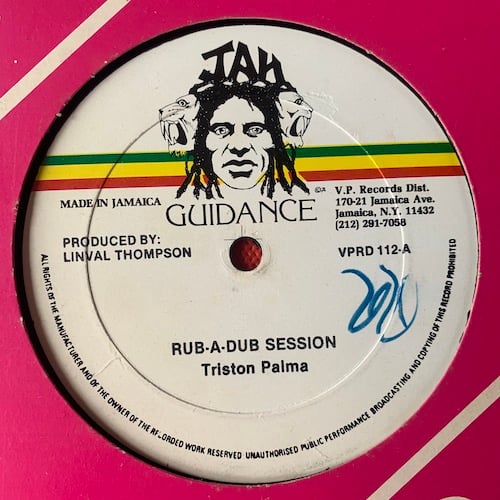 JAH
GUIDANCE
MADE IN JAMAICA
V.P. Records Dist.
170-21 Jamaica Ave.
Jamaica, N.Y. 11432
(212) 291-7058
PRODUCED BY:
LINVAL THOMPSON
VPRD 112-A
RUB-A-DUB SESSION
Triston Palma
ALL RIGHTS OF THE MANUFACTURER AND OF THE OWNER OF THE RECORDED WORK RESERVED UNAUTHORISED PUBLIC PERFORMANCE BROADCASTING AND COPYING OF THIS RECORD PROHIBITED